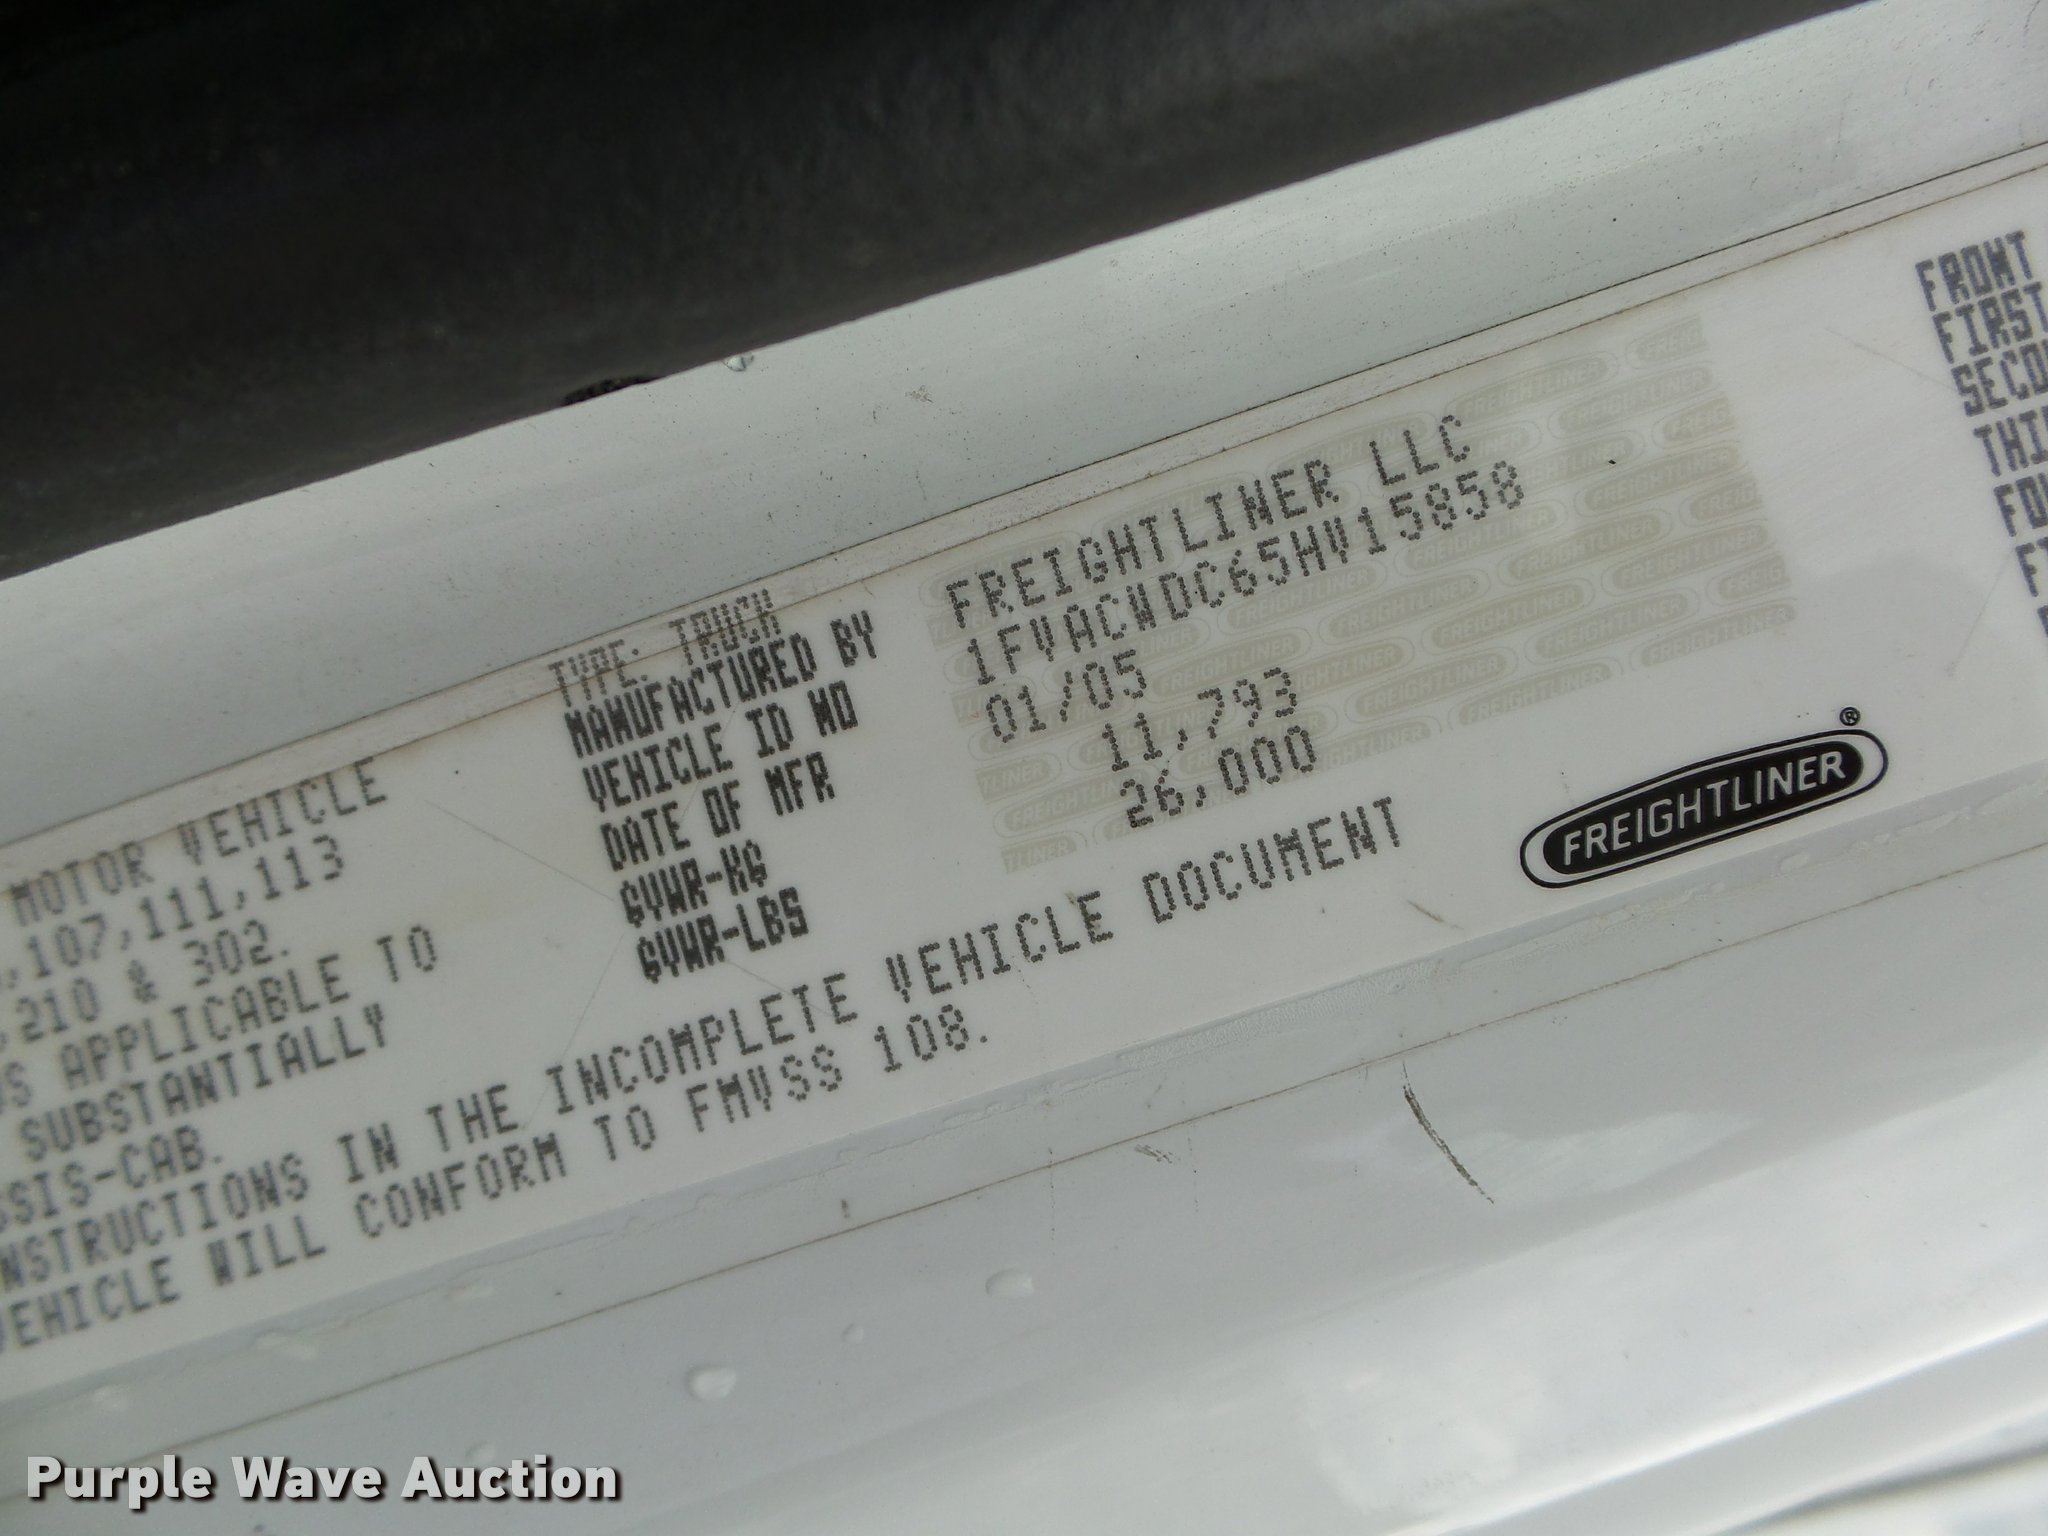 MOTOR VEHICLE
107,111,113
210 & 302.
APPLICABLE TO
SUBSTANTIALLY
SSIS-CAB.
NSTRUCTIONS IN THE INCOMPLETE VEHICLE DOCUMENT
VEHICLE WILL CONFORM TO FMVSS 108.
TYPE: TRUCK
MANUFACTURED BY FREIGHTLINER LLC
VEHICLE ID NO 1FVACWDC65HV15858
DATE OF MFR 01/05
GVWR-KG 11,793
GVWR-LBS 26,000
FREIGHTLINER®
FRONT
FIRST
SECO
THI
FOU
FI
Purple Wave Auction